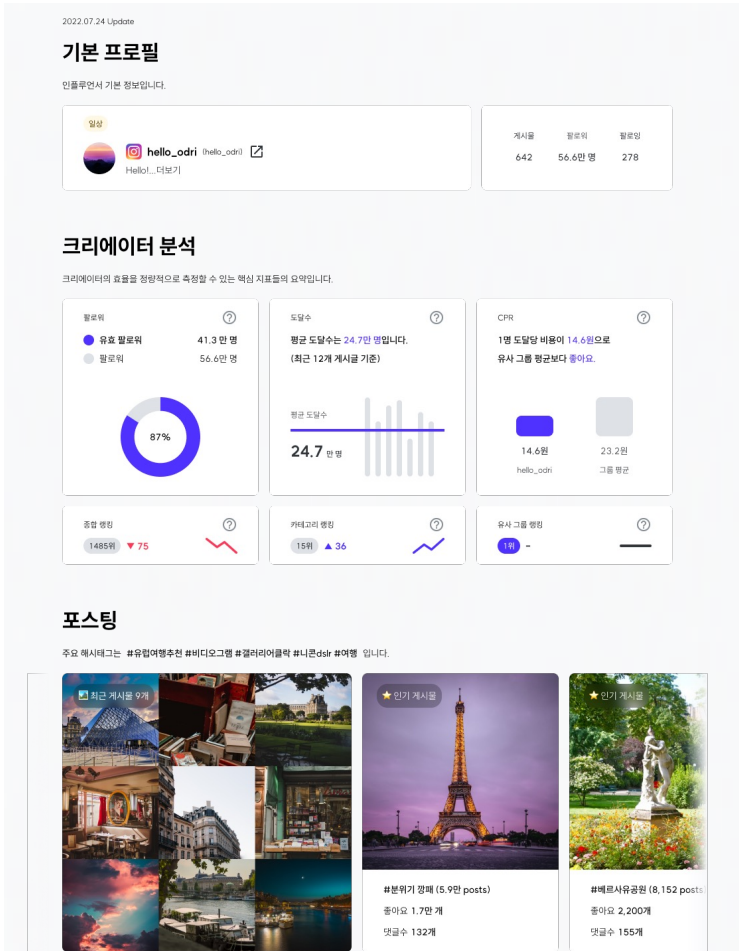 2022.07.24 Update
기본 프로필
인플루언서 기본 정보입니다.
일상
hello_odri (hello_odri)
Hello!...더보기
게시물 팔로워 팔로잉
642 56.6만 명 278
크리에이터 분석
크리에이터의 효율을 정량적으로 측정할 수 있는 핵심 지표들의 요약입니다.
팔로워
유효 팔로워 41.3 만 명
팔로워 56.6만 명
87%
도달수
평균 도달수는 24.7만 명입니다.
(최근 12개 게시글 기준)
평균 도달수
24.7 만 명
CPR
1명 도달당 비용이 14.6원으로
유사 그룹 평균보다 좋아요.
14.6원 23.2원
hello_odri 그룹 평균
종합 랭킹
1485위 ▼ 75
카테고리 랭킹
15위 ▲ 36
유사 그룹 랭킹
1위 -
포스팅
주요 해시태그는 #유럽여행추천 #비디오그램 #갤러리어클락 #니콘dslr #여행 입니다.
최근 게시물 9개
인기 게시물
#분위기 깡패 (5.9만 posts)
좋아요 1.7만 개
댓글수 132개
인기 게시물
#베르사유공원 (8,152 posts
좋아요 2,200개
댓글수 155개